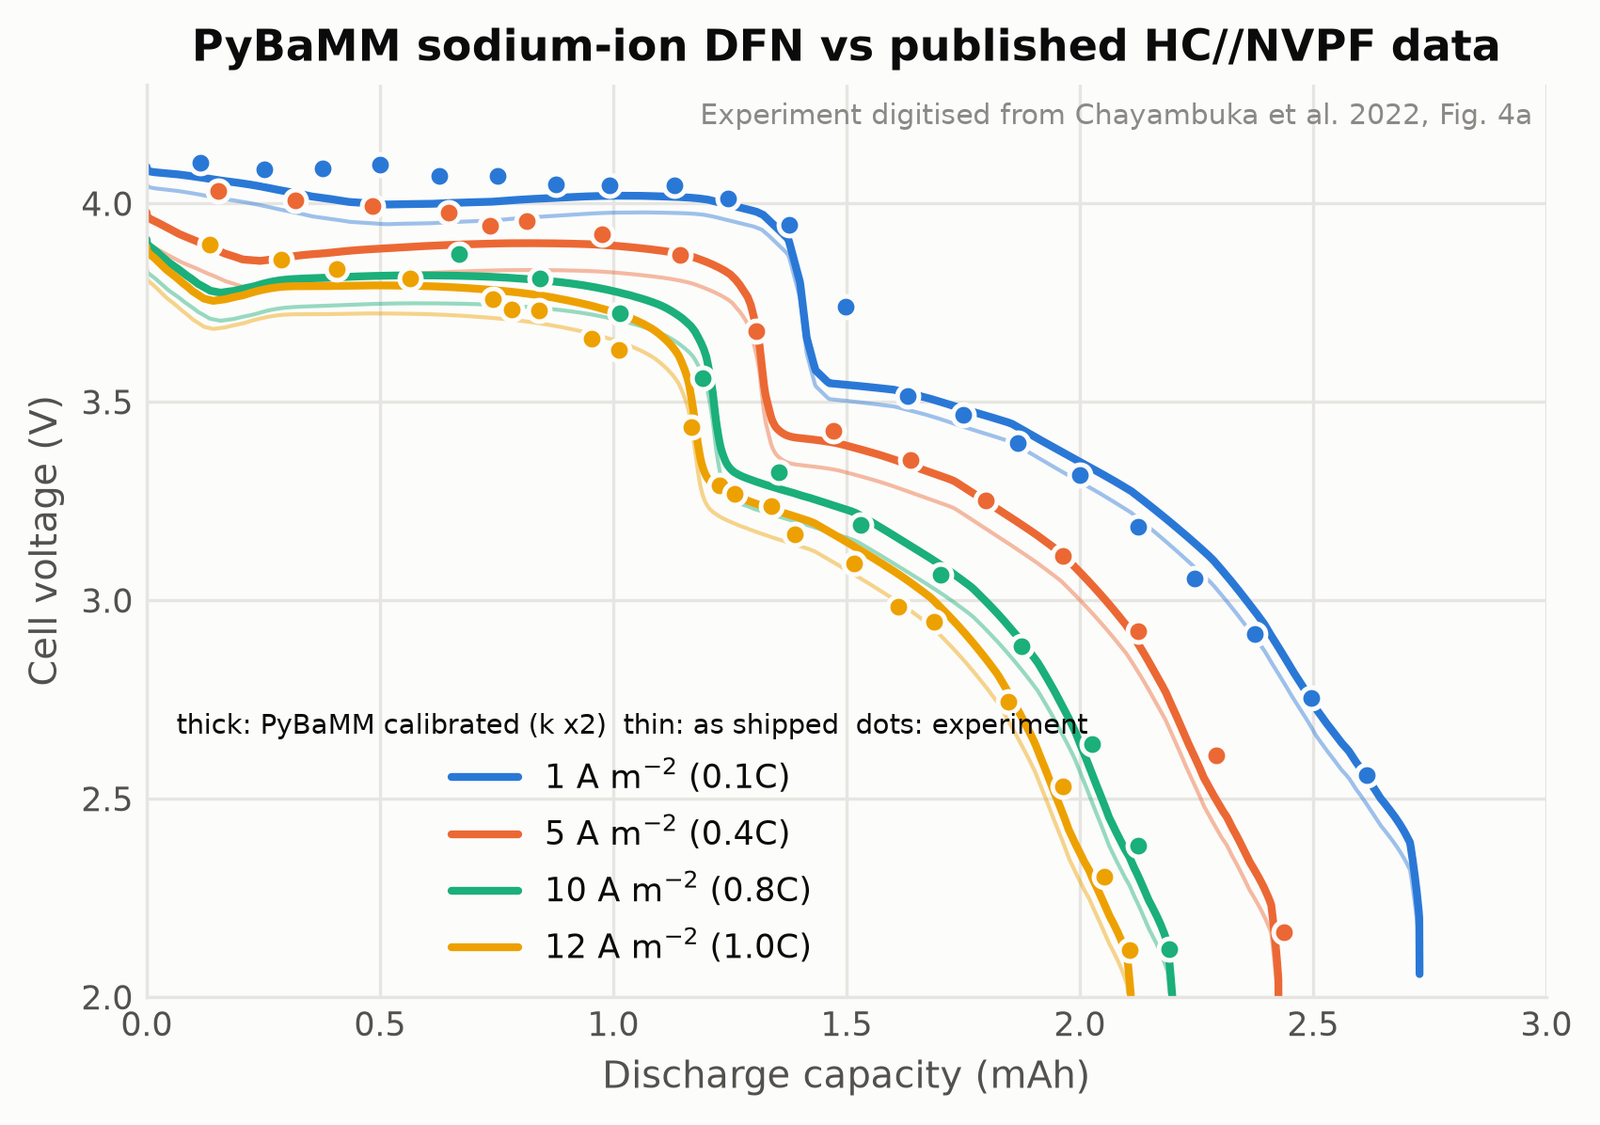 PyBaMM sodium-ion DFN vs published HC//NVPF data
Experiment digitised from Chayambuka et al. 2022, Fig. 4a
Cell voltage (V)
4.0
3.5
3.0
2.5
2.0
thick: PyBaMM calibrated (k x2)  thin: as shipped  dots: experiment
1 A m⁻² (0.1C)
5 A m⁻² (0.4C)
10 A m⁻² (0.8C)
12 A m⁻² (1.0C)
0.0 0.5 1.0 1.5 2.0 2.5 3.0
Discharge capacity (mAh)